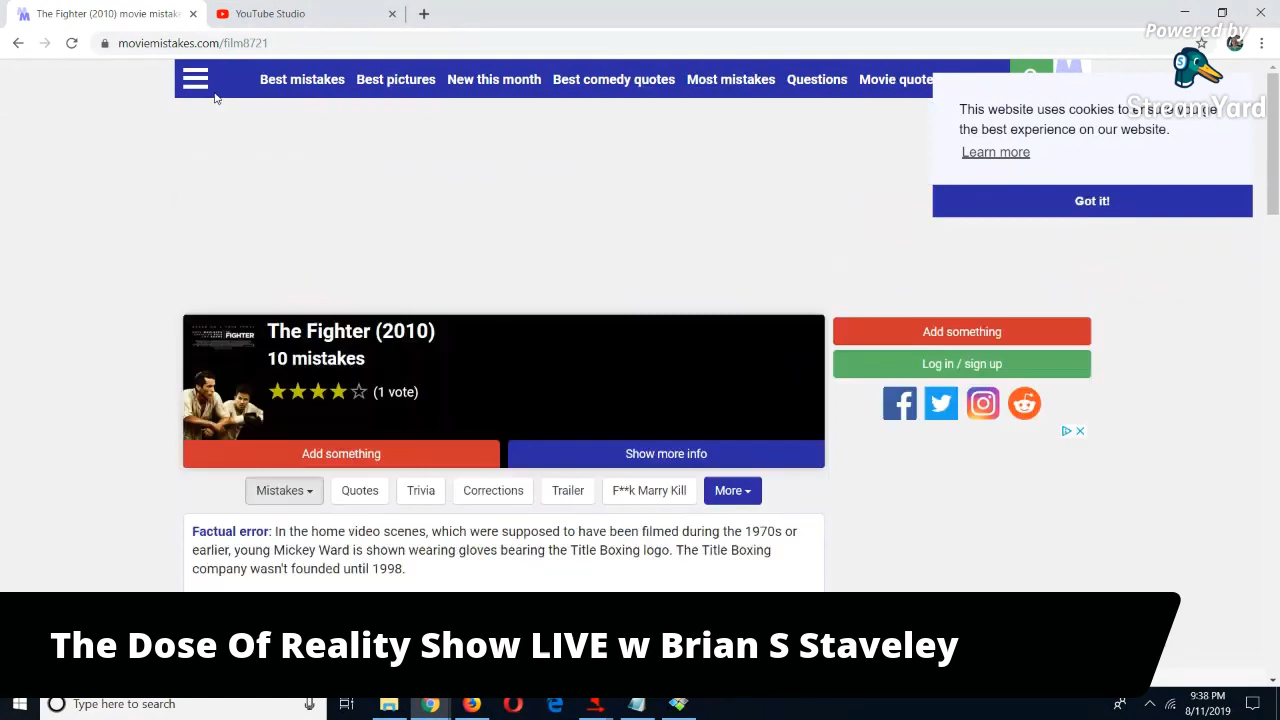 The Fighter (2010) movie mistak
YouTube Studio
moviemistakes.com/film8721
Powered by
StreamYard
Best mistakes
Best pictures
New this month
Best comedy quotes
Most mistakes
Questions
Movie quote
This website uses cookies to ensure you get
the best experience on our website.
Learn more
Got it!
FIGHTER
The Fighter (2010)
10 mistakes
(1 vote)
Add something
Show more info
Add something
Log in / sign up
Mistakes
Quotes
Trivia
Corrections
Trailer
F**k Marry Kill
More
Factual error: In the home video scenes, which were supposed to have been filmed during the 1970s or
earlier, young Mickey Ward is shown wearing gloves bearing the Title Boxing logo. The Title Boxing
company wasn't founded until 1998.
The Dose Of Reality Show LIVE w Brian S Staveley
Type here to search
9:38 PM
8/11/2019